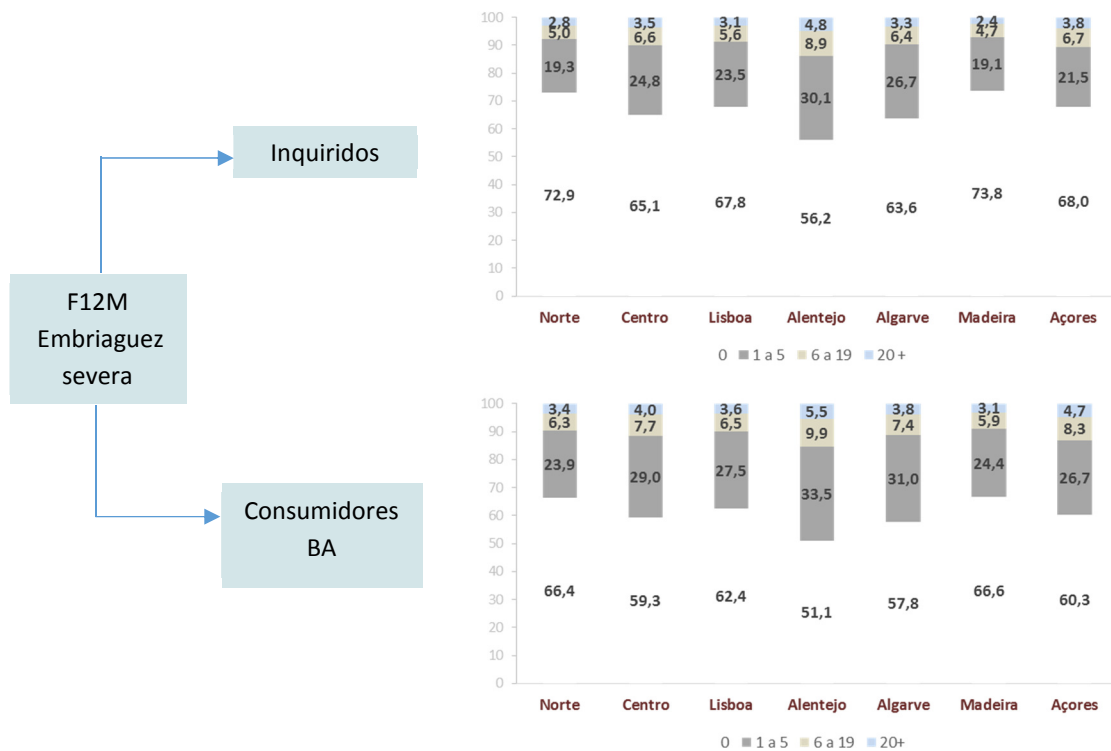 Inquiridos
F12M
Embriaguez
severa
Consumidores
BA
100
90
80
70
60
50
40
30
20
10
0
2,8 3,5 3,1 4,8 3,3 2,4 3,8
5,0 6,6 5,6 8,9 6,4 4,7 6,7
19,3 24,8 23,5 30,1 26,7 19,1 21,5
72,9 65,1 67,8 56,2 63,6 73,8 68,0
Norte Centro Lisboa Alentejo Algarve Madeira Açores
0 1 a 5 6 a 19 20 +
100
90
80
70
60
50
40
30
20
10
0
3,4 4,0 3,6 5,5 3,8 3,1 4,7
6,3 7,7 6,5 9,9 7,4 5,9 8,3
23,9 29,0 27,5 33,5 31,0 24,4 26,7
66,4 59,3 62,4 51,1 57,8 66,6 60,3
Norte Centro Lisboa Alentejo Algarve Madeira Açores
0 1 a 5 6 a 19 20+